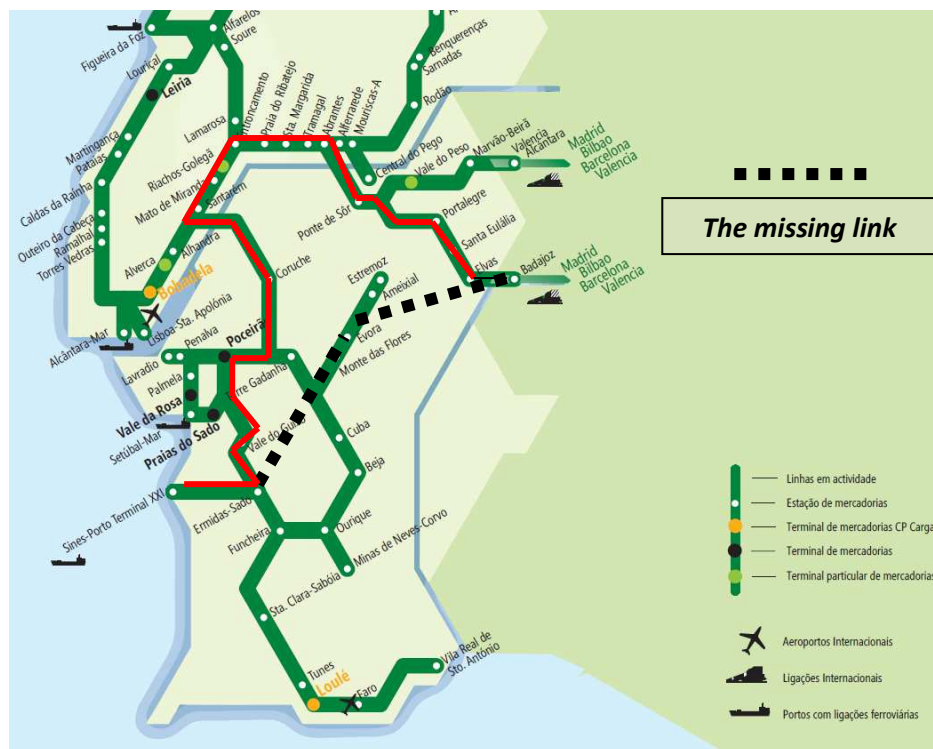 Figueira da Foz
Alfarelos
Soure
Louriçal
Leiria
Benquerenças
Sarnadas
Rodão
Lamarosa
Entroncamento
Praia do Ribatejo
Sta. Margarida
Tramagal
Abrantes
Alferrarede
Mouriscas-A
Central do Pego
Vale do Peso
Marvão-Beirã
Valencia
Alcántara
Madrid
Bilbao
Barcelona
Valencia
Martingança
Pataias
Caldas da Rainha
Outeiro da Cabeça
Ramalhal
Torres Vedras
Riachos-Golegã
Mato de Miranda
Santarém
Alverca
Alhandra
Bobadela
Ponte de Sôr
Portalegre
Santa Eulália
Elvas
Badajoz
Madrid
Bilbao
Barcelona
Valencia
The missing link
Coruche
Estremoz
Ameixial
Evora
Monte das Flores
Alcântara-Mar
Lisboa-Sta. Apolónia
Lavradio
Penalva
Poceirão
Palmela
Vale da Rosa
Setúbal-Mar
Praias do Sado
Torre Gadanha
Vale do Guizo
Cuba
Beja
Sines-Porto Terminal XXI
Ermidas-Sado
Funcheira
Ourique
Minas de Neves-Corvo
Sta. Clara-Sabóia
Tunes
Loulé
Faro
Vila Real de
Sto. António
Linhas em actividade
Estação de mercadorias
Terminal de mercadorias CP Carga
Terminal de mercadorias
Terminal particular de mercadorias
Aeroportos Internacionais
Ligações Internacionais
Portos com ligações ferroviárias